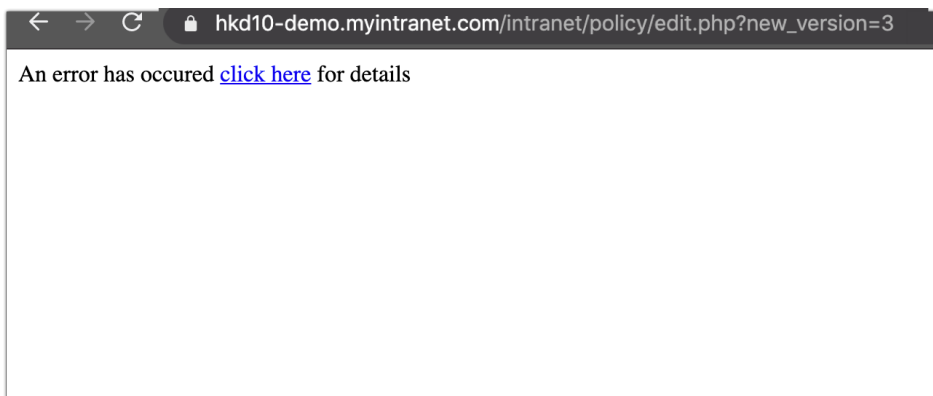 hkd10-demo.myintranet.com/intranet/policy/edit.php?new_version=3
An error has occured click here for details